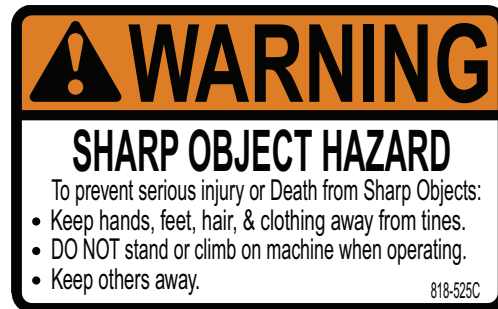 WARNING
SHARP OBJECT HAZARD
To prevent serious injury or Death from Sharp Objects:
• Keep hands, feet, hair, & clothing away from tines.
• DO NOT stand or climb on machine when operating.
• Keep others away.
818-525C